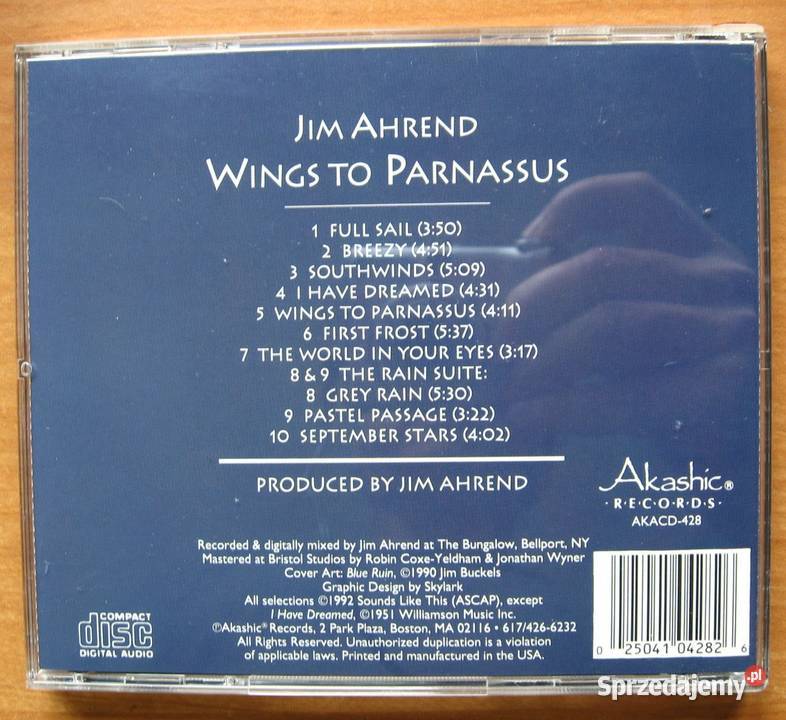 JIM AHREND
WINGS TO PARNASSUS
1 FULL SAIL (3:50)
2 BREEZY (4:51)
3 SOUTHWINDS (5:09)
4 I HAVE DREAMED (4:31)
5 WINGS TO PARNASSUS (4:11)
6 FIRST FROST (5:37)
7 THE WORLD IN YOUR EYES (3:17)
8 & 9 THE RAIN SUITE:
8 GREY RAIN (5:30)
9 PASTEL PASSAGE (3:22)
10 SEPTEMBER STARS (4:02)
PRODUCED BY JIM AHREND
Akashic®
·R·E·C·O·R·D·S·
AKACD-428
Recorded & digitally mixed by Jim Ahrend at The Bungalow, Bellport, NY
Mastered at Bristol Studios by Robin Coxe-Yeldham & Jonathan Wyner
Cover Art: Blue Ruin, ©1990 Jim Buckels
Graphic Design by Skylark
All selections ©1992 Sounds Like This (ASCAP), except
I Have Dreamed, ©1951 Williamson Music Inc.
℗Akashic® Records, 2 Park Plaza, Boston, MA 02116 • 617/426-6232
All Rights Reserved. Unauthorized duplication is a violation
of applicable laws. Printed and manufactured in the USA.
COMPACT
disc
DIGITAL AUDIO
0 25041 04282 6
Sprzedajemy.pl